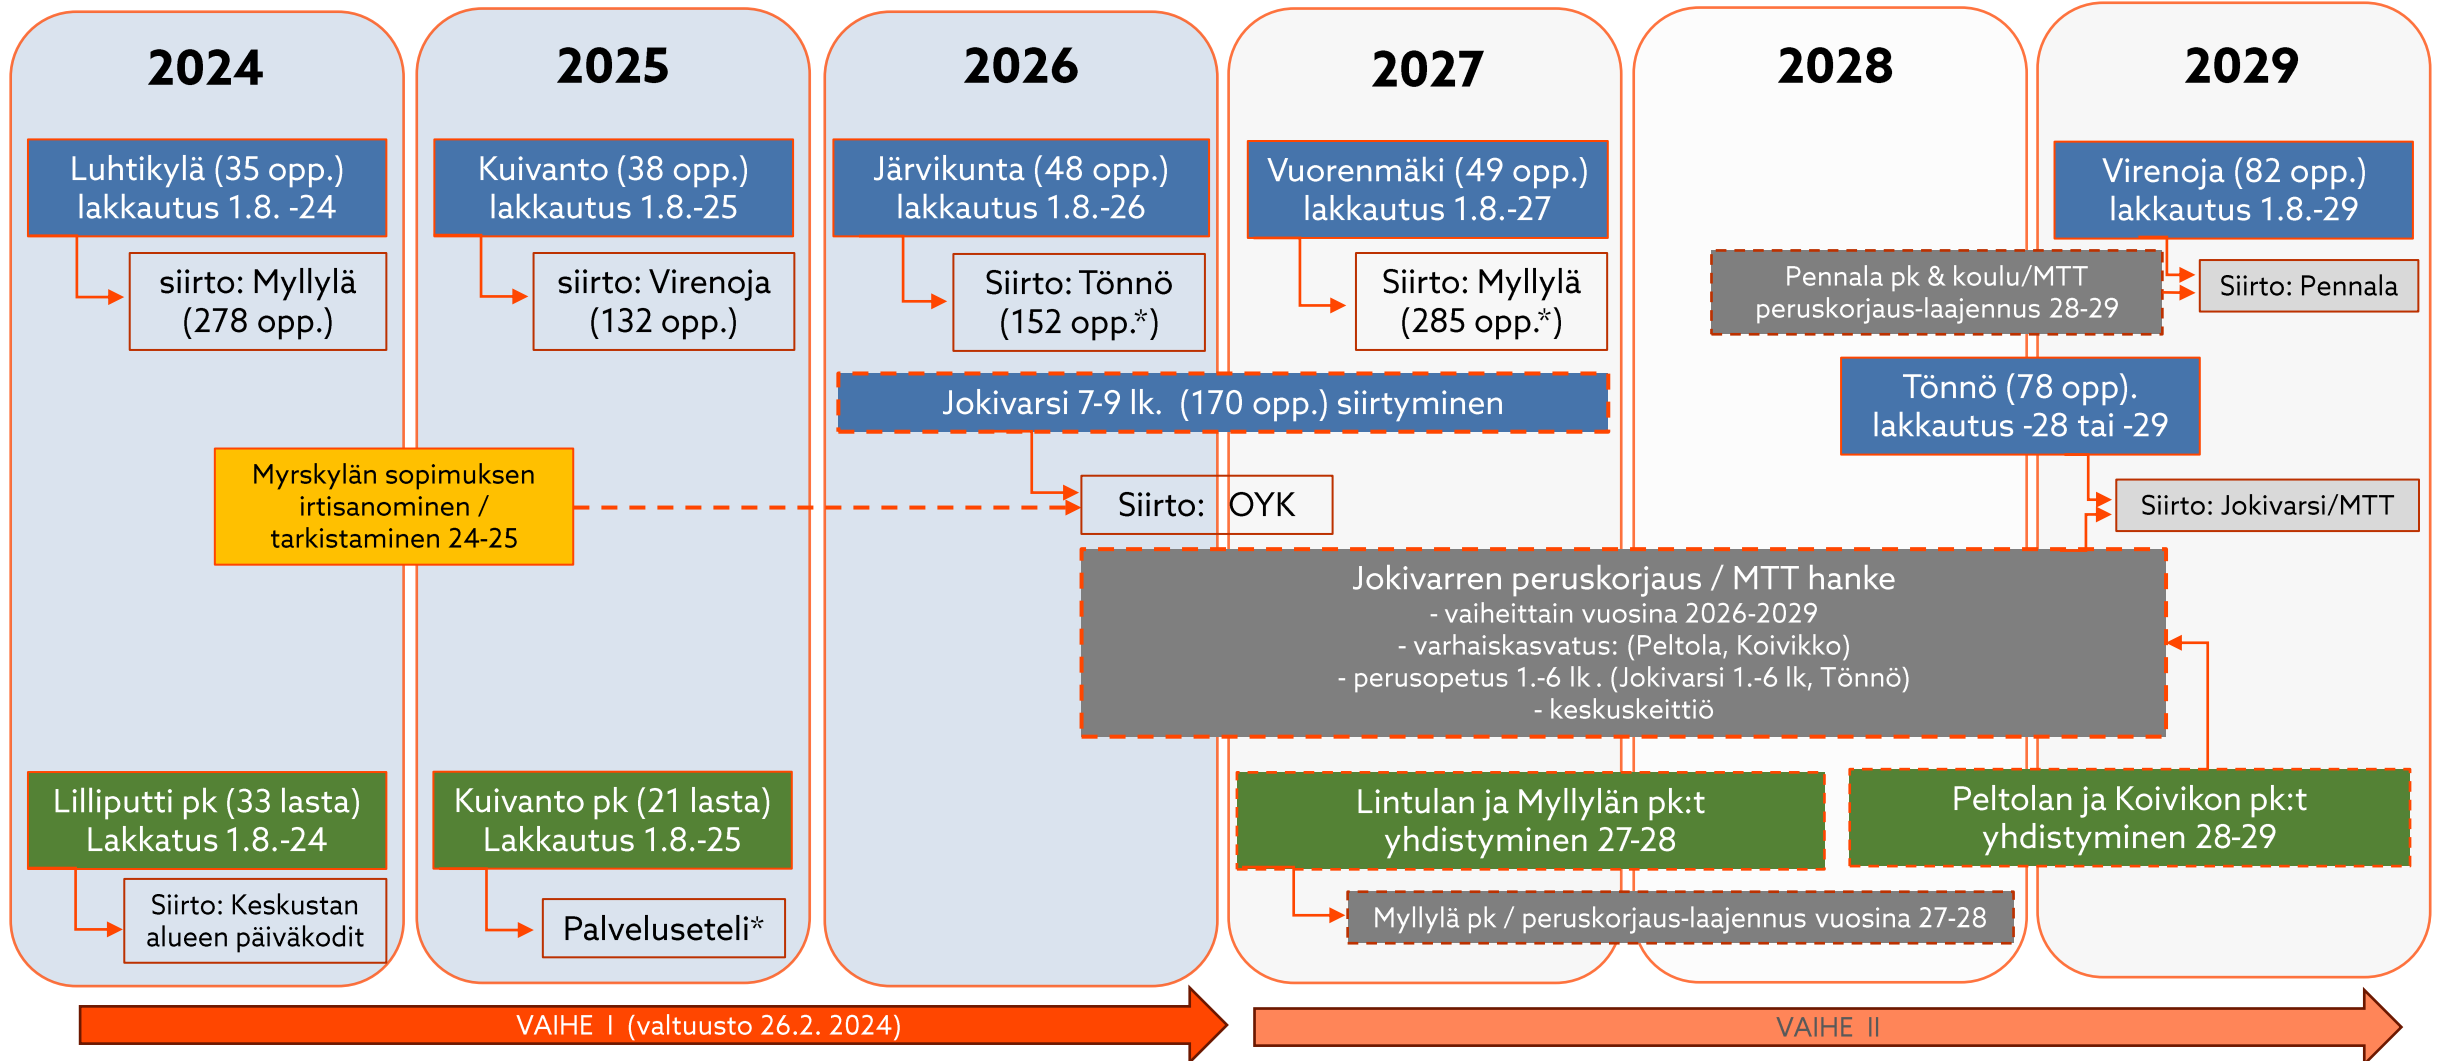 2024
2025
2026
2027
2028
2029
Luhtikylä (35 opp.)
lakkautus 1.8. -24
siirto: Myllylä
(278 opp.)
Kuivanto (38 opp.)
lakkautus 1.8.-25
siirto: Virenoja
(132 opp.)
Järvikunta (48 opp.)
lakkautus 1.8.-26
Siirto: Tönnö
(152 opp.*)
Vuorenmäki (49 opp.)
lakkautus 1.8.-27
Siirto: Myllylä
(285 opp.*)
Virenoja (82 opp.)
lakkautus 1.8.-29
Pennala pk & koulu/MTT
peruskorjaus-laajennus 28-29
Siirto: Pennala
Jokivarsi 7-9 lk.  (170 opp.) siirtyminen
Tönnö (78 opp).
lakkautus -28 tai -29
Myrskylän sopimuksen
irtisanominen /
tarkistaminen 24-25
Siirto:  OYK
Siirto: Jokivarsi/MTT
Jokivarren peruskorjaus / MTT hanke
- vaiheittain vuosina 2026-2029
- varhaiskasvatus: (Peltola, Koivikko)
- perusopetus 1.-6 lk . (Jokivarsi 1.-6 lk, Tönnö)
- keskuskeittiö
Lilliputti pk (33 lasta)
Lakkatus 1.8.-24
Siirto: Keskustan
alueen päiväkodit
Kuivanto pk (21 lasta)
Lakkautus 1.8.-25
Palveluseteli*
Lintulan ja Myllylän pk:t
yhdistyminen 27-28
Myllylä pk / peruskorjaus-laajennus vuosina 27-28
Peltolan ja Koivikon pk:t
yhdistyminen 28-29
VAIHE  I  (valtuusto 26.2. 2024)
VAIHE  II